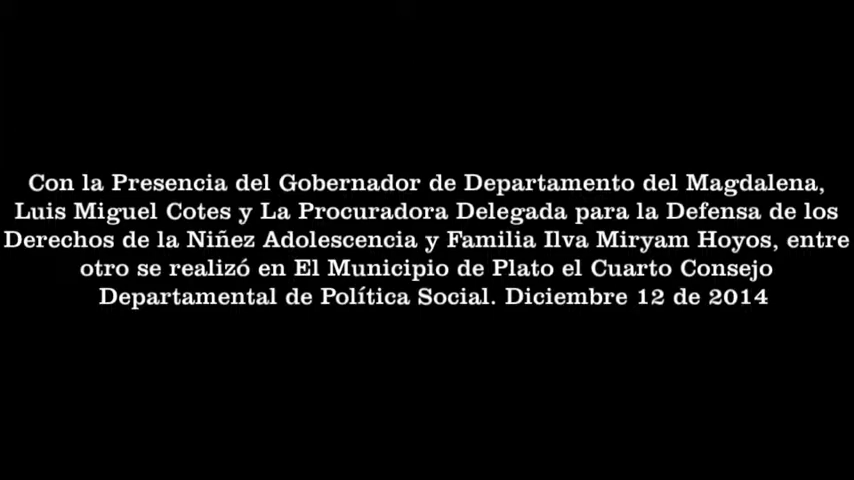 Con la Presencia del Gobernador de Departamento del Magdalena,
Luis Miguel Cotes y La Procuradora Delegada para la Defensa de los
Derechos de la Niñez Adolescencia y Familia Ilva Miryam Hoyos, entre
otro se realizó en El Municipio de Plato el Cuarto Consejo
Departamental de Política Social. Diciembre 12 de 2014